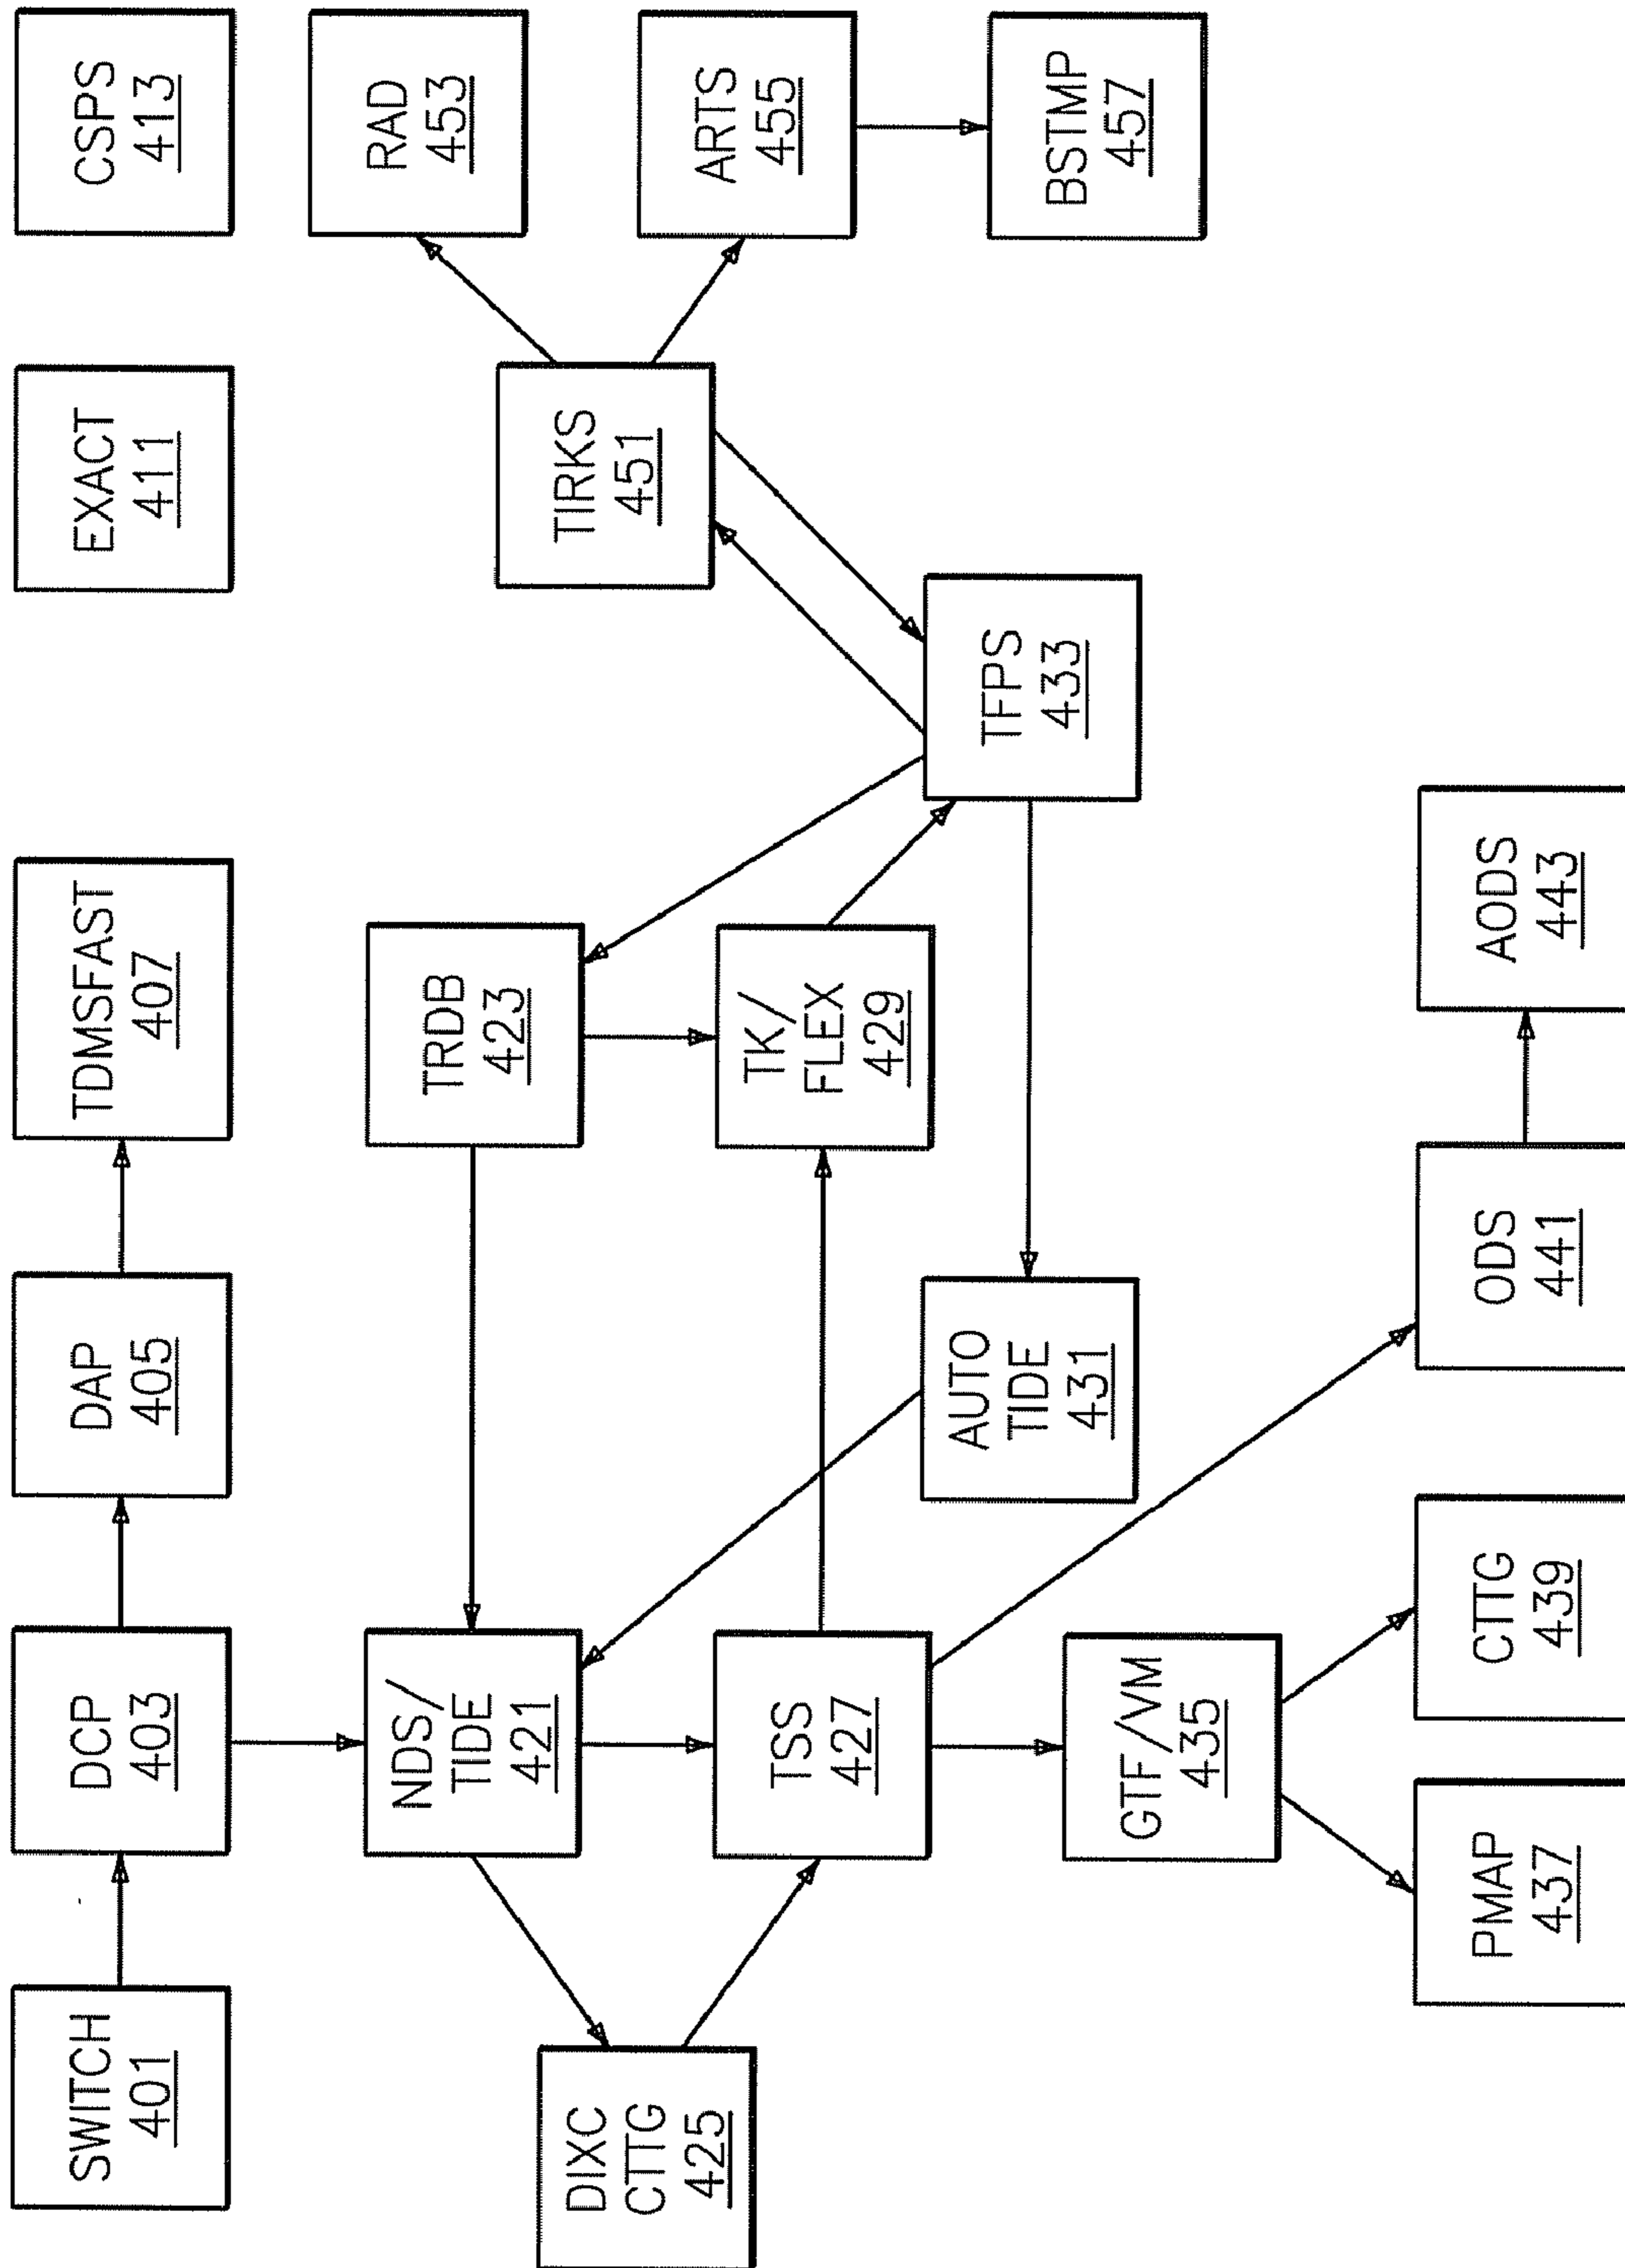 SWITCH
401
DCP
403
DAP
405
TDMSFAST
407
EXACT
411
CSPS
413
NDS/
TIDE
421
TRDB
423
TIRKS
451
RAD
453
DIXC
CTTG
425
TSS
427
TK/
FLEX
429
ARTS
455
AUTO
TIDE
431
TFPS
433
BSTMP
457
GTF/VM
435
PMAP
437
CTTG
439
ODS
441
AODS
443